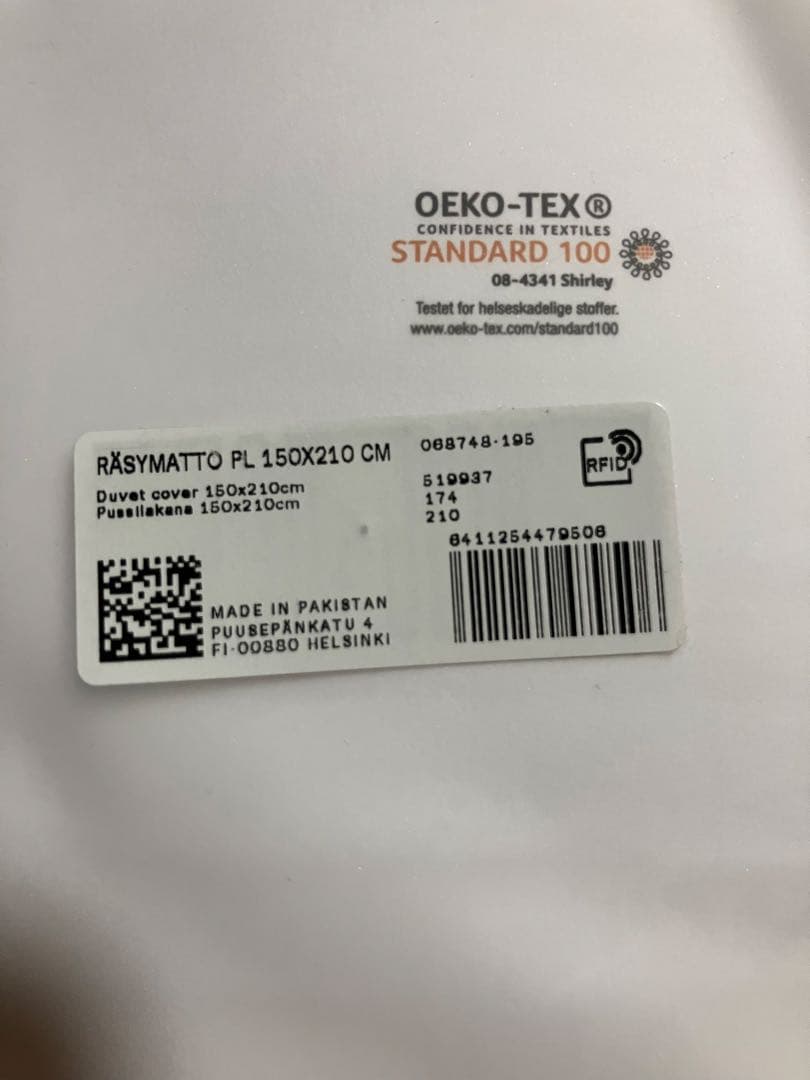 OEKO-TEX®
CONFIDENCE IN TEXTILES
STANDARD 100
08-4341 Shirley
Testet for helseskadelige stoffer.
www.oeko-tex.com/standard100
RÄSYMATTO PL 150X210 CM
Duvet cover 150x210cm
Pussilakana 150x210cm
068748-195
519937
174
210
RFID
6411254479506
MADE IN PAKISTAN
PUUSEPÄNKATU 4
FI-00880 HELSINKI